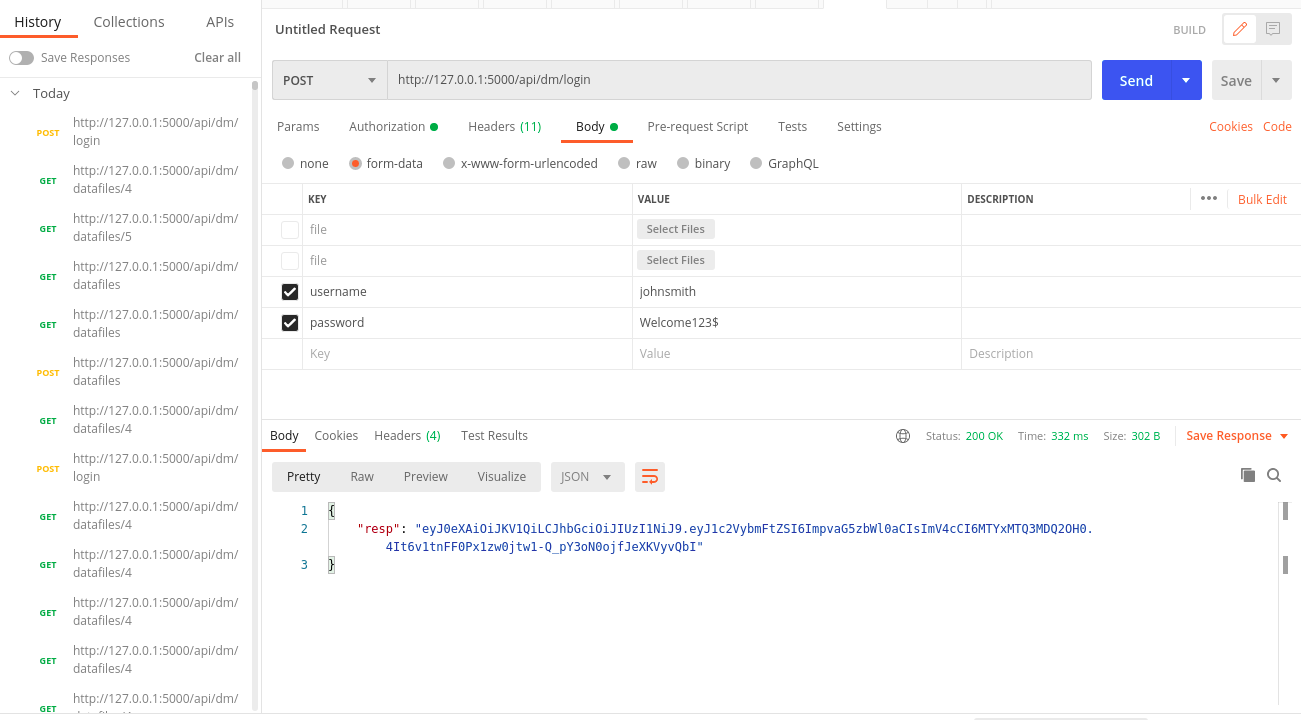 History Collections APIs
Save Responses Clear all
Today
POST http://127.0.0.1:5000/api/dm/
login
GET http://127.0.0.1:5000/api/dm/
datafiles/4
GET http://127.0.0.1:5000/api/dm/
datafiles/5
GET http://127.0.0.1:5000/api/dm/
datafiles
GET http://127.0.0.1:5000/api/dm/
datafiles
POST http://127.0.0.1:5000/api/dm/
datafiles
GET http://127.0.0.1:5000/api/dm/
datafiles/4
POST http://127.0.0.1:5000/api/dm/
login
GET http://127.0.0.1:5000/api/dm/
datafiles/4
GET http://127.0.0.1:5000/api/dm/
datafiles/4
GET http://127.0.0.1:5000/api/dm/
datafiles/4
GET http://127.0.0.1:5000/api/dm/
datafiles/4
GET http://127.0.0.1:5000/api/dm/
Untitled Request BUILD
POST http://127.0.0.1:5000/api/dm/login Send Save
Params Authorization Headers (11) Body Pre-request Script Tests Settings Cookies Code
none form-data x-www-form-urlencoded raw binary GraphQL
KEY VALUE DESCRIPTION ••• Bulk Edit
file Select Files
file Select Files
username johnsmith
password Welcome123$
Key Value Description
Body Cookies Headers (4) Test Results Status: 200 OK Time: 332 ms Size: 302 B Save Response
Pretty Raw Preview Visualize JSON
1 {
2 "resp": "eyJ0eXAiOiJKV1QiLCJhbGciOiJIUzI1NiJ9.eyJ1c2VybmFtZSI6ImpvaG5zbWl0aCIsImV4cCI6MTYxMTQ3MDQ2OH0.
4It6v1tnFF0Px1zw0jtw1-Q_pY3oN0ojfJeXKVyvQbI"
3 }